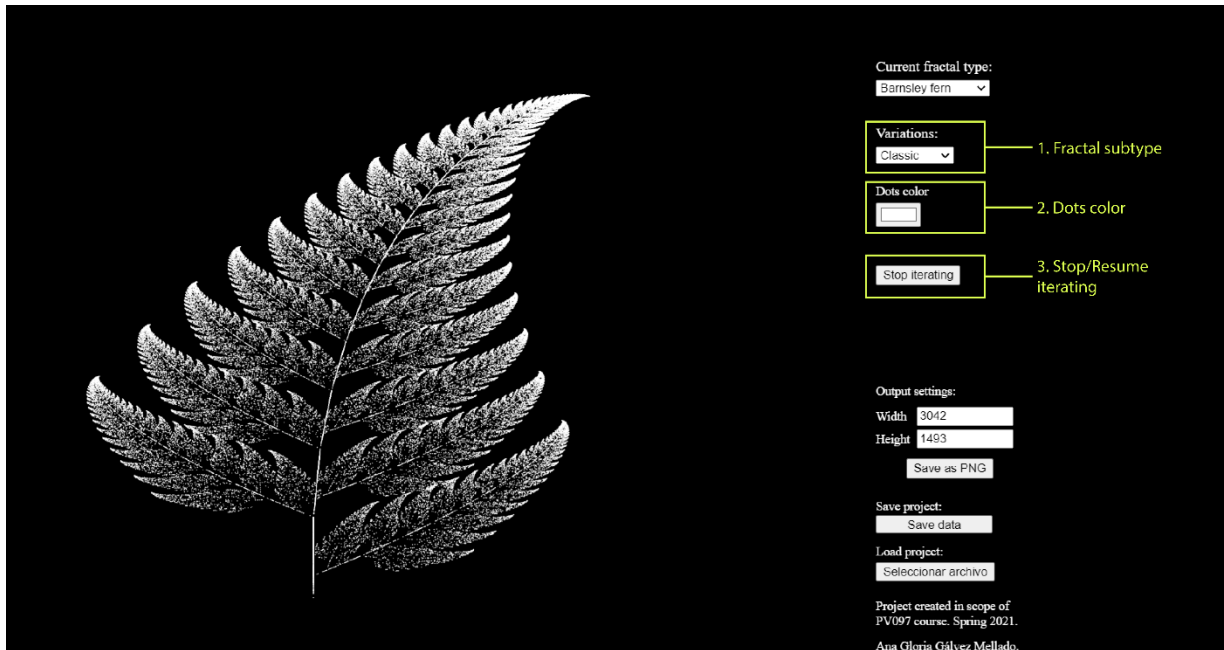 Current fractal type:
Barnsley fern
Variations:
Classic
1. Fractal subtype
Dots color
2. Dots color
Stop iterating
3. Stop/Resume
iterating
Output settings:
Width 3042
Height 1493
Save as PNG
Save project:
Save data
Load project:
Seleccionar archivo
Project created in scope of
PV097 course. Spring 2021.
Ana Gloria Gálvez Mellado.